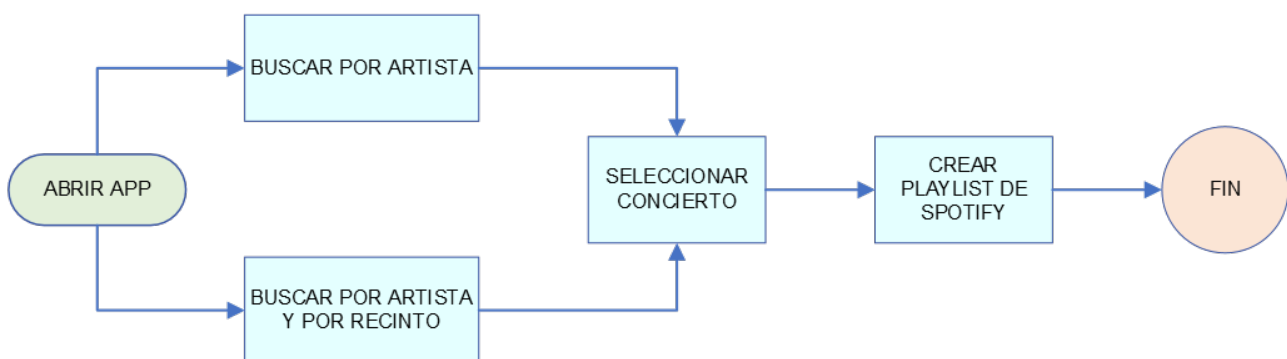 BUSCAR POR ARTISTA
ABRIR APP
SELECCIONAR
CONCIERTO
CREAR
PLAYLIST DE
SPOTIFY
FIN
BUSCAR POR ARTISTA
Y POR RECINTO